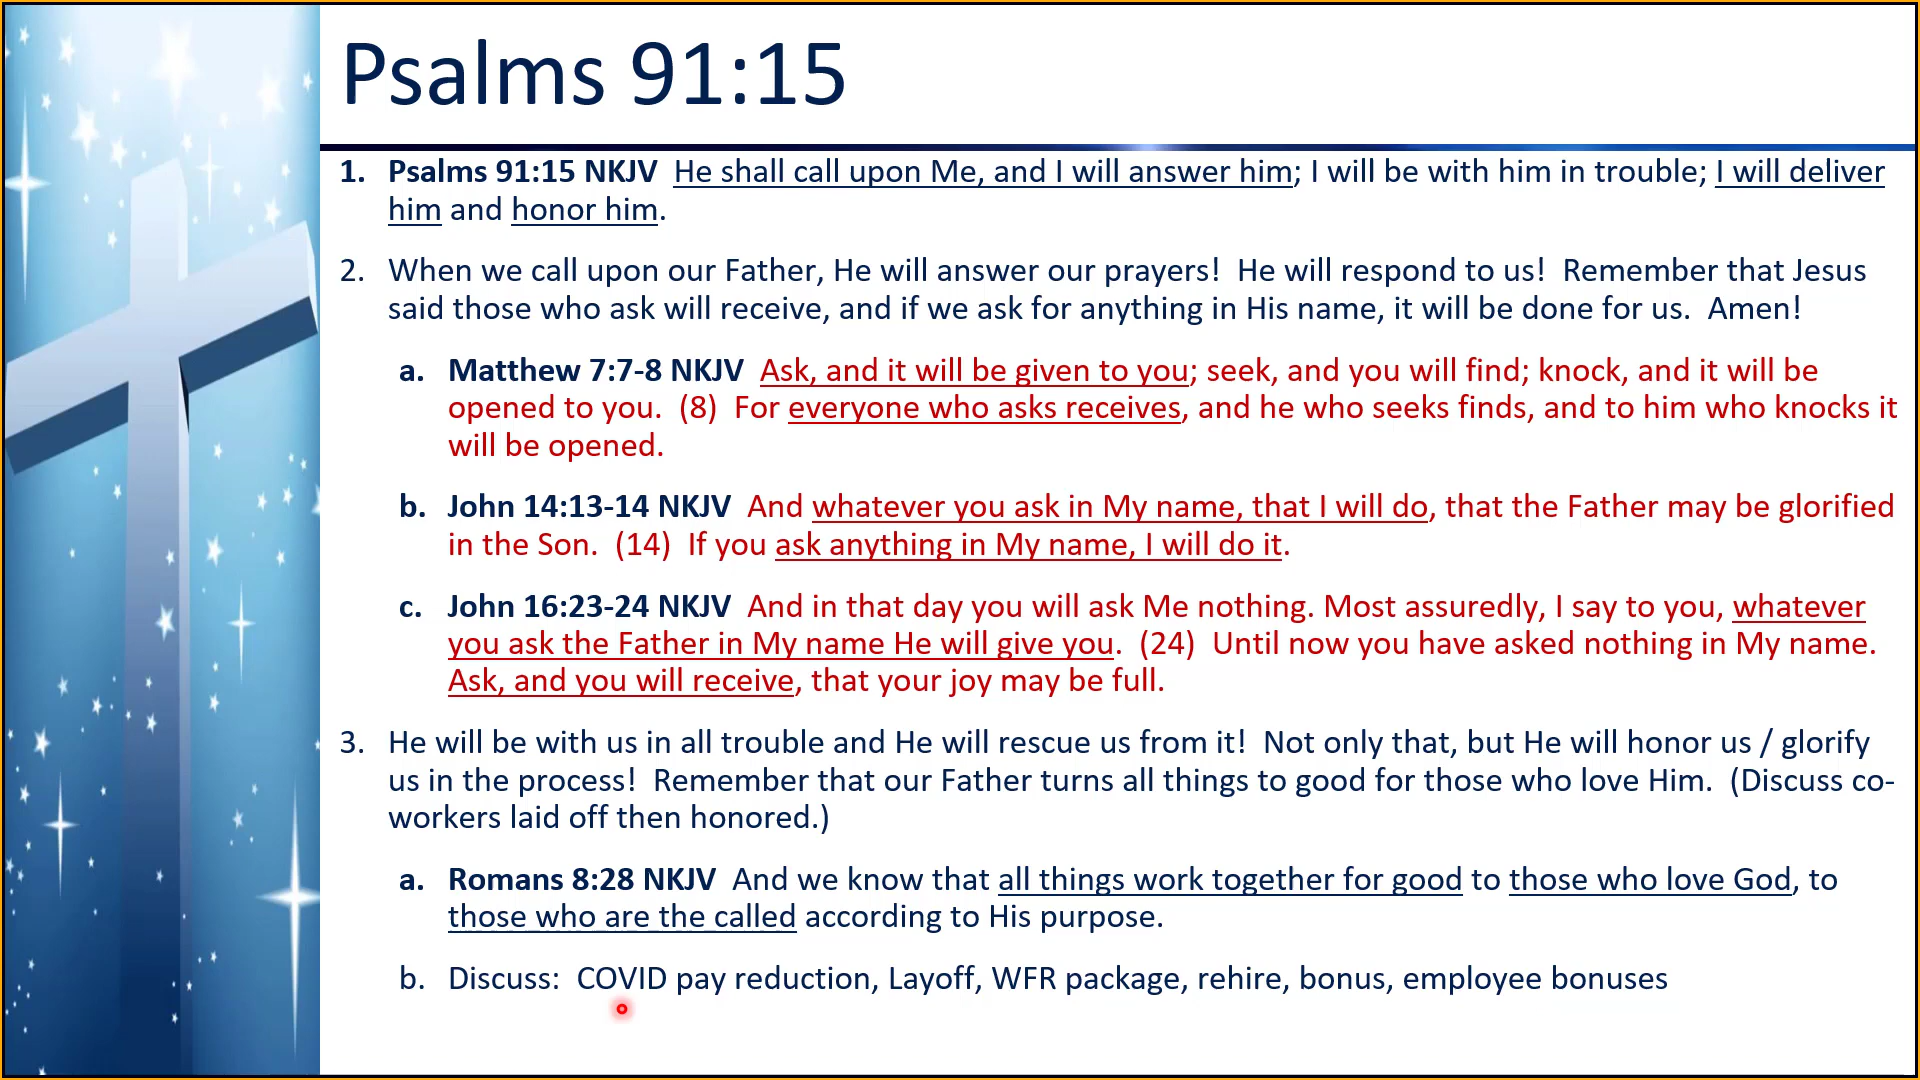 Psalms 91:15
1. Psalms 91:15 NKJV  He shall call upon Me, and I will answer him; I will be with him in trouble; I will deliver
him and honor him.
2. When we call upon our Father, He will answer our prayers!  He will respond to us!  Remember that Jesus
said those who ask will receive, and if we ask for anything in His name, it will be done for us.  Amen!
a. Matthew 7:7-8 NKJV  Ask, and it will be given to you; seek, and you will find; knock, and it will be
opened to you.  (8)  For everyone who asks receives, and he who seeks finds, and to him who knocks it
will be opened.
b. John 14:13-14 NKJV  And whatever you ask in My name, that I will do, that the Father may be glorified
in the Son.  (14)  If you ask anything in My name, I will do it.
c. John 16:23-24 NKJV  And in that day you will ask Me nothing. Most assuredly, I say to you, whatever
you ask the Father in My name He will give you.  (24)  Until now you have asked nothing in My name.
Ask, and you will receive, that your joy may be full.
3. He will be with us in all trouble and He will rescue us from it!  Not only that, but He will honor us / glorify
us in the process!  Remember that our Father turns all things to good for those who love Him.  (Discuss co-
workers laid off then honored.)
a. Romans 8:28 NKJV  And we know that all things work together for good to those who love God, to
those who are the called according to His purpose.
b. Discuss:  COVID pay reduction, Layoff, WFR package, rehire, bonus, employee bonuses